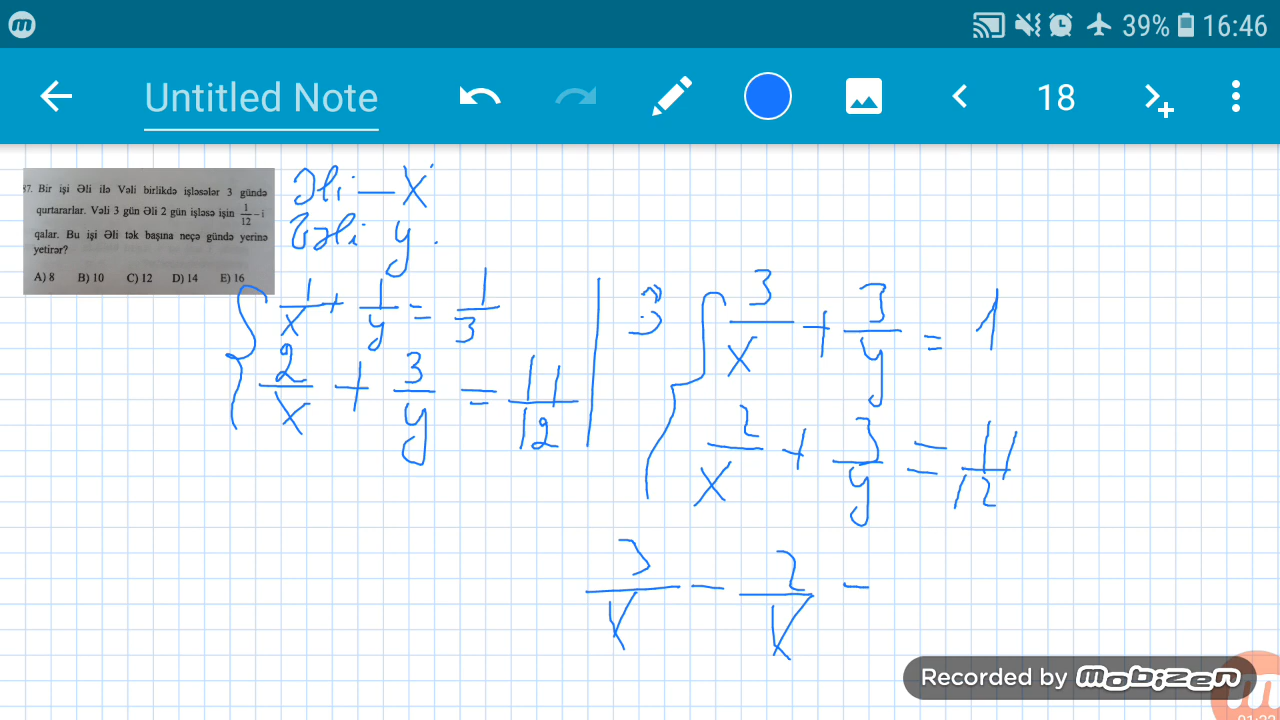 39% 16:46
Untitled Note 18
37. Bir işi Əli ilə Vəli birlikdə işləsələr 3 gündə
qurtararlar. Vəli 3 gün Əli 2 gün işləsə işin 1/12-i
qalar. Bu işi Əli tək başına neçə gündə yerinə
yetirər?
A) 8 B) 10 C) 12 D) 14 E) 16
Əli — x
Vəli y.
1/x + 1/y = 1/3
2/x + 3/y = 11/12
3
⇒
3/x + 3/y = 1
2/x + 3/y = 11/12
3/x - 2/x =
Recorded by mobizen